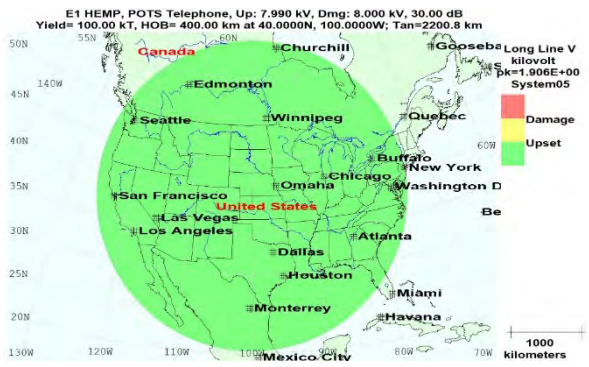 E1 HEMP, POTS Telephone, Up: 7.990 kV, Dmg: 8.000 kV, 30.00 dB
Yield= 100.00 kT, HOB= 400.00 km at 40.0000N, 100.0000W; Tan=2200.8 km
50N
55N
Canada
60N
Churchill
Gooseba
Long Line V
kilovolt
pk=1.906E+00
System05
140W
Edmonton
S
45N
Seattle
Winnipeg
Quebec
Damage
40N
60W
Upset
Buffalo
New York
35N
Omaha
Chicago
Washington D
San Francisco
United States
Be
Las Vegas
30N
Los Angeles
Atlanta
Dallas
25N
Houston
Miami
Monterrey
20N
Havana
1000
kilometers
130W
120W
110W
100W
Mexico City
90W
80W
70W